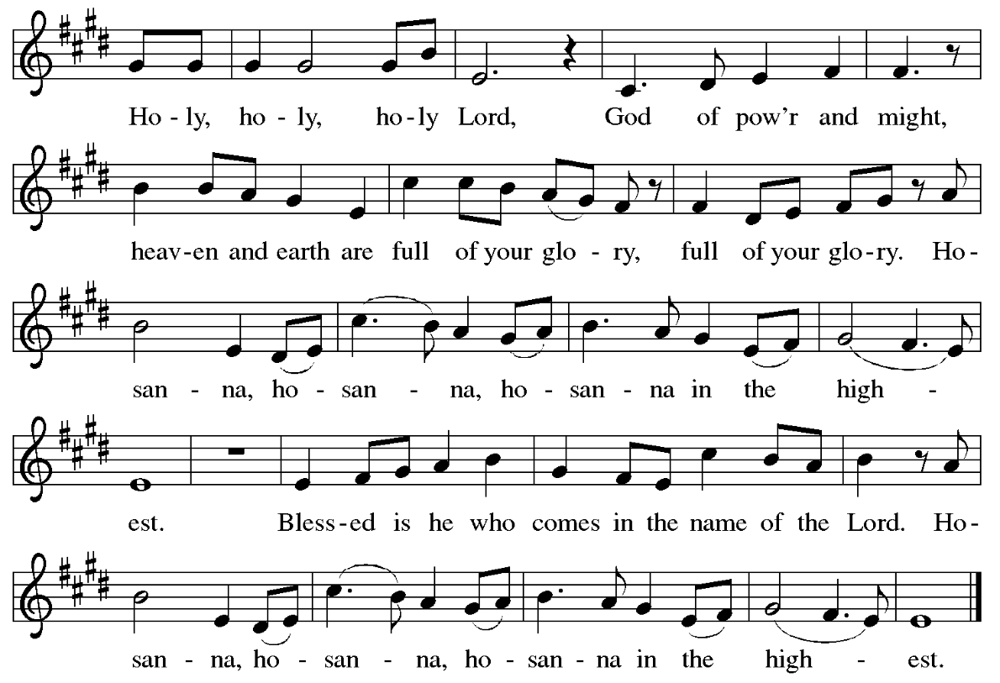 Ho - ly, ho - ly, ho - ly Lord, God of pow'r and might,
heav - en and earth are full of your glo - ry, full of your glo - ry. Ho -
san - na, ho - san - na, ho - san - na in the high -
est. Bless - ed is he who comes in the name of the Lord. Ho -
san - na, ho - san - na, ho - san - na in the high - est.